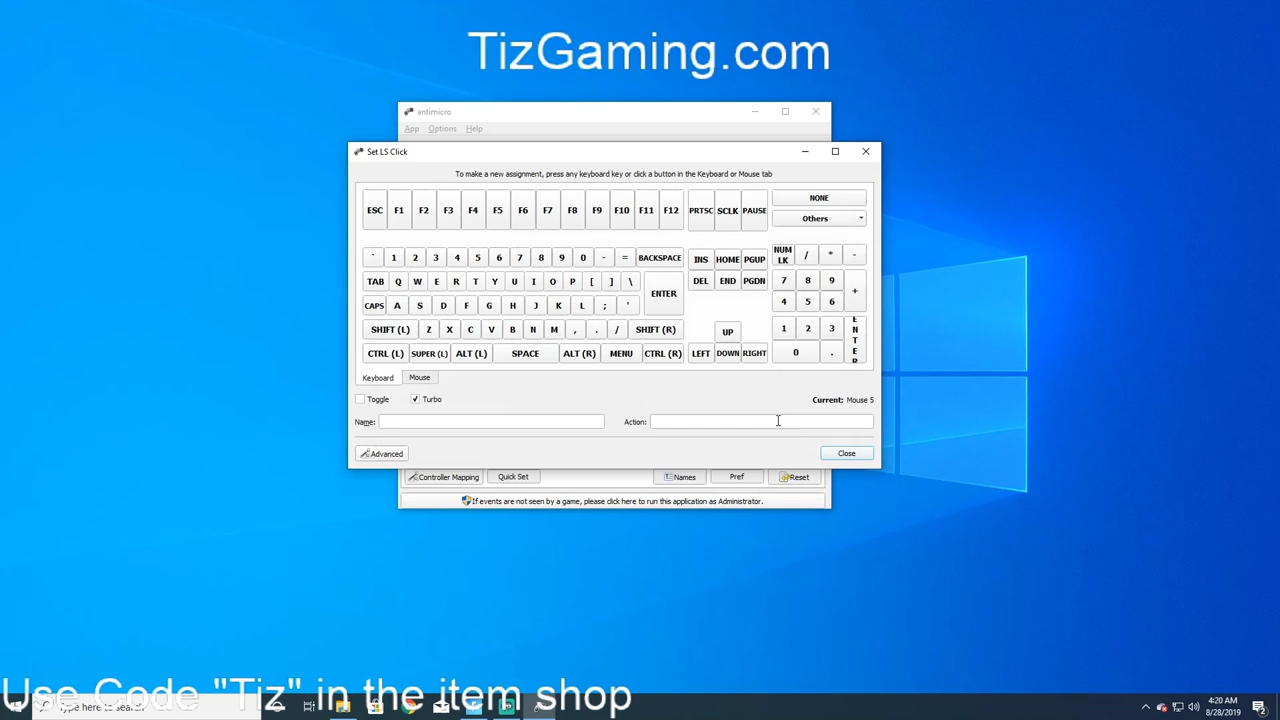 TizGaming.com
antimicro
App Options Help
Set LS Click
To make a new assignment, press any keyboard key or click a button in the Keyboard or Mouse tab
ESC F1 F2 F3 F4 F5 F6 F7 F8 F9 F10 F11 F12 PRTSC SCLK PAUSE NONE
Others
` 1 2 3 4 5 6 7 8 9 0 - = BACKSPACE INS HOME PGUP NUM LK / * -
TAB Q W E R T Y U I O P [ ] \ ENTER DEL END PGDN 7 8 9 +
CAPS A S D F G H J K L ; ' 4 5 6
SHIFT (L) Z X C V B N M , . / SHIFT (R) UP 1 2 3 ENTER
CTRL (L) SUPER (L) ALT (L) SPACE ALT (R) MENU CTRL (R) LEFT DOWN RIGHT 0 .
Keyboard Mouse
Toggle Turbo Current: Mouse 5
Name: Action:
Advanced Close
Controller Mapping Quick Set Names Pref Reset
If events are not seen by a game, please click here to run this application as Administrator.
Use Code "Tiz" in the item shop
Type here to search
4:20 AM
8/28/2019
2